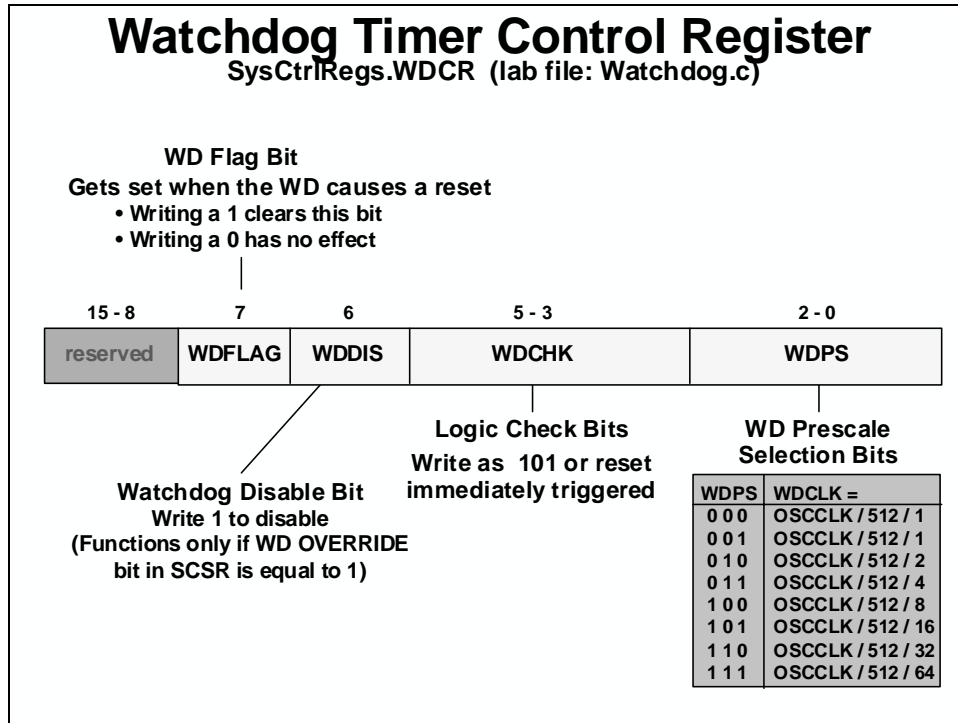 Watchdog Timer Control Register
SysCtrlRegs.WDCR (lab file: Watchdog.c)
WD Flag Bit
Gets set when the WD causes a reset
• Writing a 1 clears this bit
• Writing a 0 has no effect
15 - 8 7 6 5 - 3 2 - 0
reserved WDFLAG WDDIS WDCHK WDPS
Logic Check Bits
Write as 101 or reset
immediately triggered
Watchdog Disable Bit
Write 1 to disable
(Functions only if WD OVERRIDE
bit in SCSR is equal to 1)
WD Prescale
Selection Bits
WDPS WDCLK =
0 0 0 OSCCLK / 512 / 1
0 0 1 OSCCLK / 512 / 1
0 1 0 OSCCLK / 512 / 2
0 1 1 OSCCLK / 512 / 4
1 0 0 OSCCLK / 512 / 8
1 0 1 OSCCLK / 512 / 16
1 1 0 OSCCLK / 512 / 32
1 1 1 OSCCLK / 512 / 64